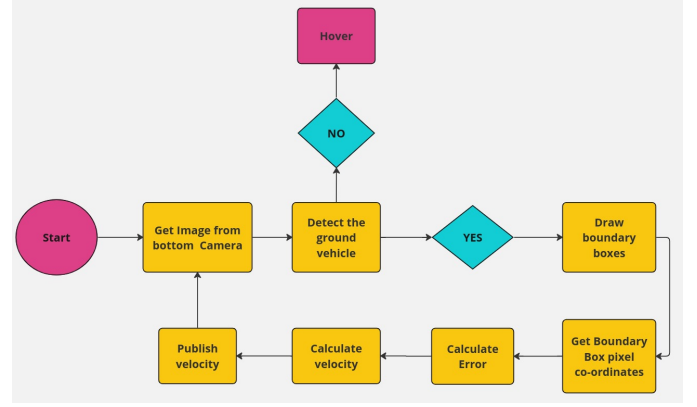 Hover
NO
Start
Get Image from
bottom Camera
Detect the
ground
vehicle
YES
Draw
boundary
boxes
Publish
velocity
Calculate
velocity
Calculate
Error
Get Boundary
Box pixel
co-ordinates